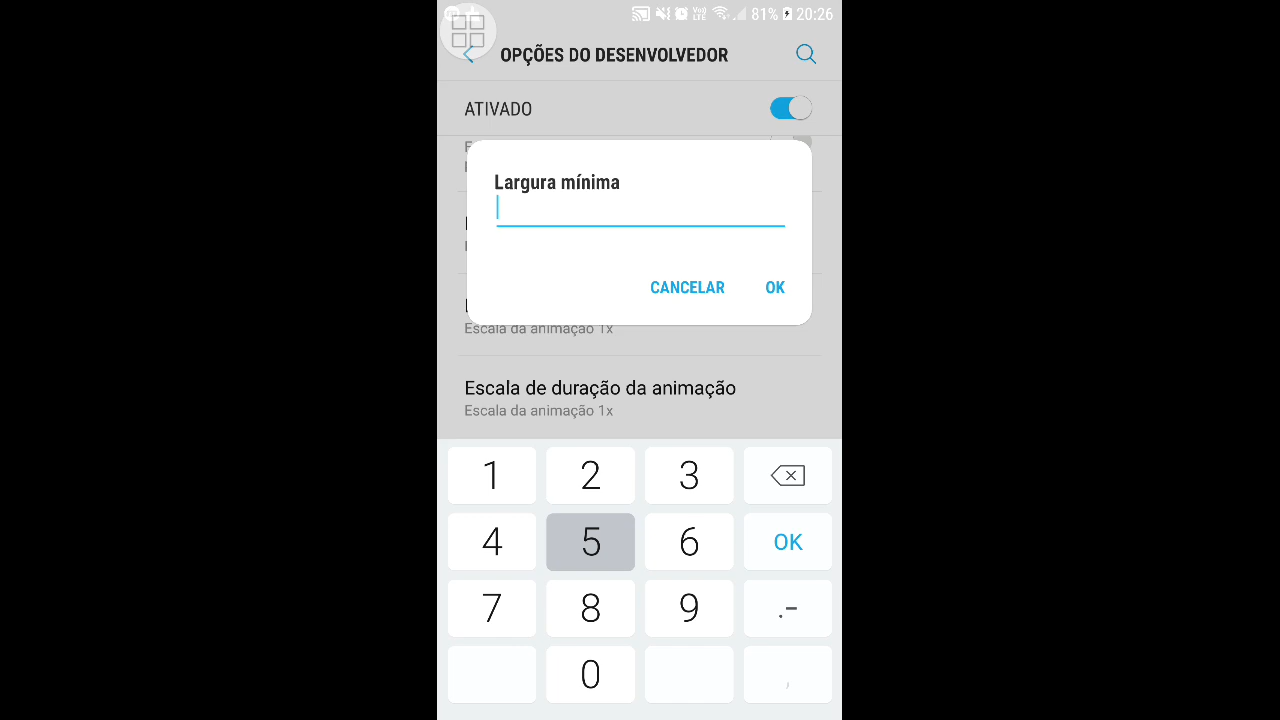 81% 20:26
OPÇÕES DO DESENVOLVEDOR
ATIVADO
Largura mínima
CANCELAR OK
Escala da animação 1x
Escala de duração da animação
Escala da animação 1x
1 2 3
4 5 6 OK
7 8 9 .-
0 ,